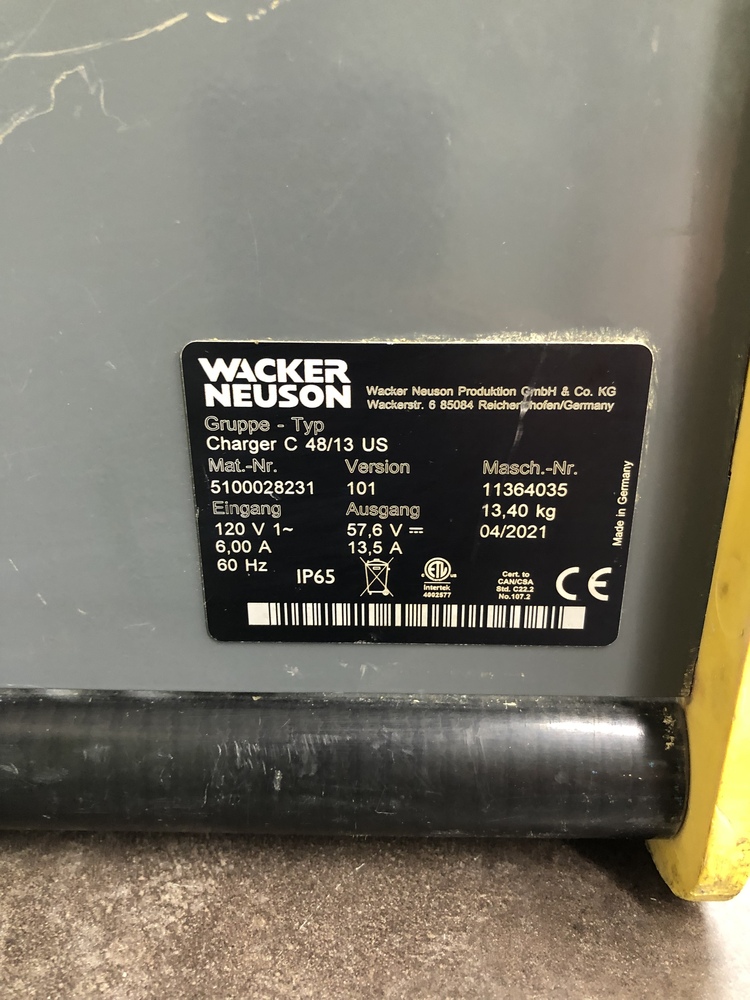 WACKER
NEUSON
Wacker Neuson Produktion GmbH & Co. KG
Wackerstr. 6 85084 Reichertshofen/Germany
Gruppe - Typ
Charger C 48/13 US
Mat.-Nr. Version Masch.-Nr.
5100028231 101 11364035
Eingang Ausgang 13,40 kg
120 V 1~ 57,6 V ⎓ 04/2021
6,00 A 13,5 A
60 Hz
IP65
ETL
us
Intertek
4002577
Cert. to
CAN/CSA
Std. C22.2
No.107.2
CE
Made in Germany